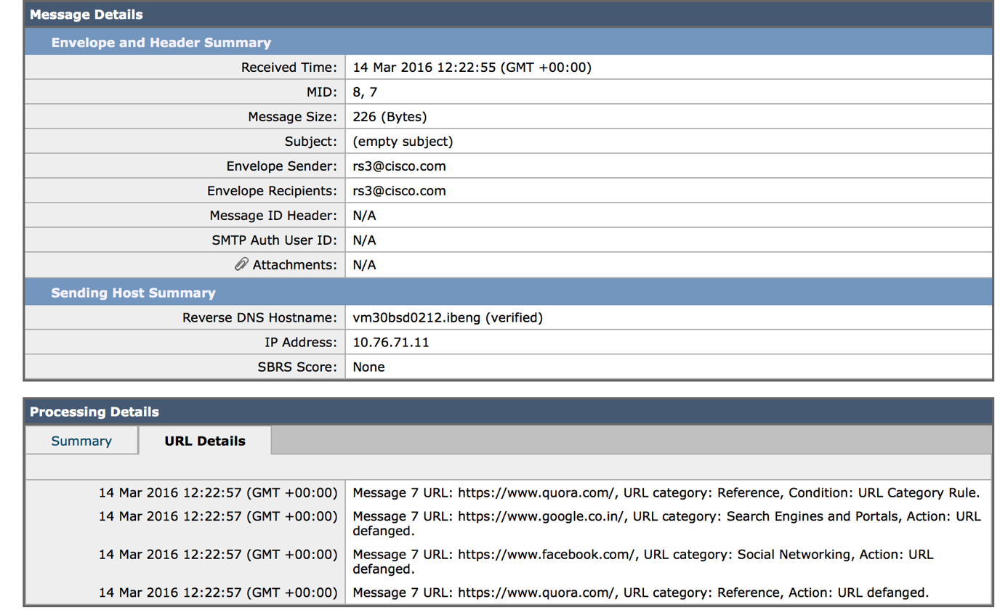 Message Details
Envelope and Header Summary
Received Time: 14 Mar 2016 12:22:55 (GMT +00:00)
MID: 8, 7
Message Size: 226 (Bytes)
Subject: (empty subject)
Envelope Sender: rs3@cisco.com
Envelope Recipients: rs3@cisco.com
Message ID Header: N/A
SMTP Auth User ID: N/A
Attachments: N/A
Sending Host Summary
Reverse DNS Hostname: vm30bsd0212.ibeng (verified)
IP Address: 10.76.71.11
SBRS Score: None
Processing Details
Summary URL Details
14 Mar 2016 12:22:57 (GMT +00:00) Message 7 URL: https://www.quora.com/, URL category: Reference, Condition: URL Category Rule.
14 Mar 2016 12:22:57 (GMT +00:00) Message 7 URL: https://www.google.co.in/, URL category: Search Engines and Portals, Action: URL
defanged.
14 Mar 2016 12:22:57 (GMT +00:00) Message 7 URL: https://www.facebook.com/, URL category: Social Networking, Action: URL
defanged.
14 Mar 2016 12:22:57 (GMT +00:00) Message 7 URL: https://www.quora.com/, URL category: Reference, Action: URL defanged.